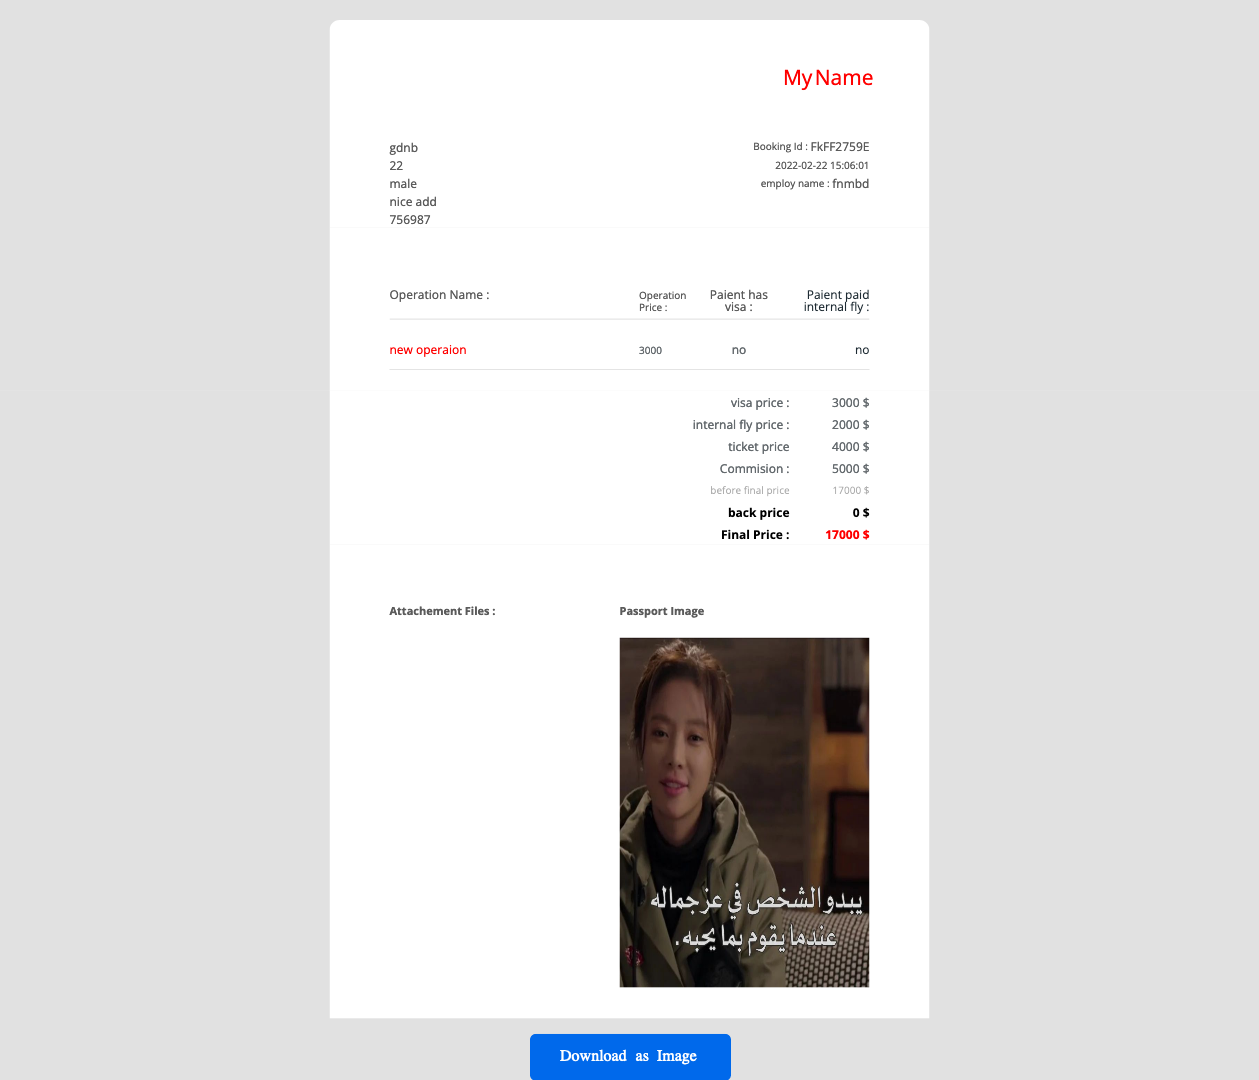 My Name
gdnb
22
male
nice add
756987
Booking Id : FkFF2759E
2022-02-22 15:06:01
employ name : fnmbd
Operation Name :
Operation
Price :
Paient has
visa :
Paient paid
internal fly :
new operaion
3000
no
no
visa price : 3000 $
internal fly price : 2000 $
ticket price 4000 $
Commision : 5000 $
before final price 17000 $
back price 0 $
Final Price : 17000 $
Attachement Files :
Passport Image
يبدو الشخص في عز جماله
عندما يقوم بما يحبه.
Download as Image